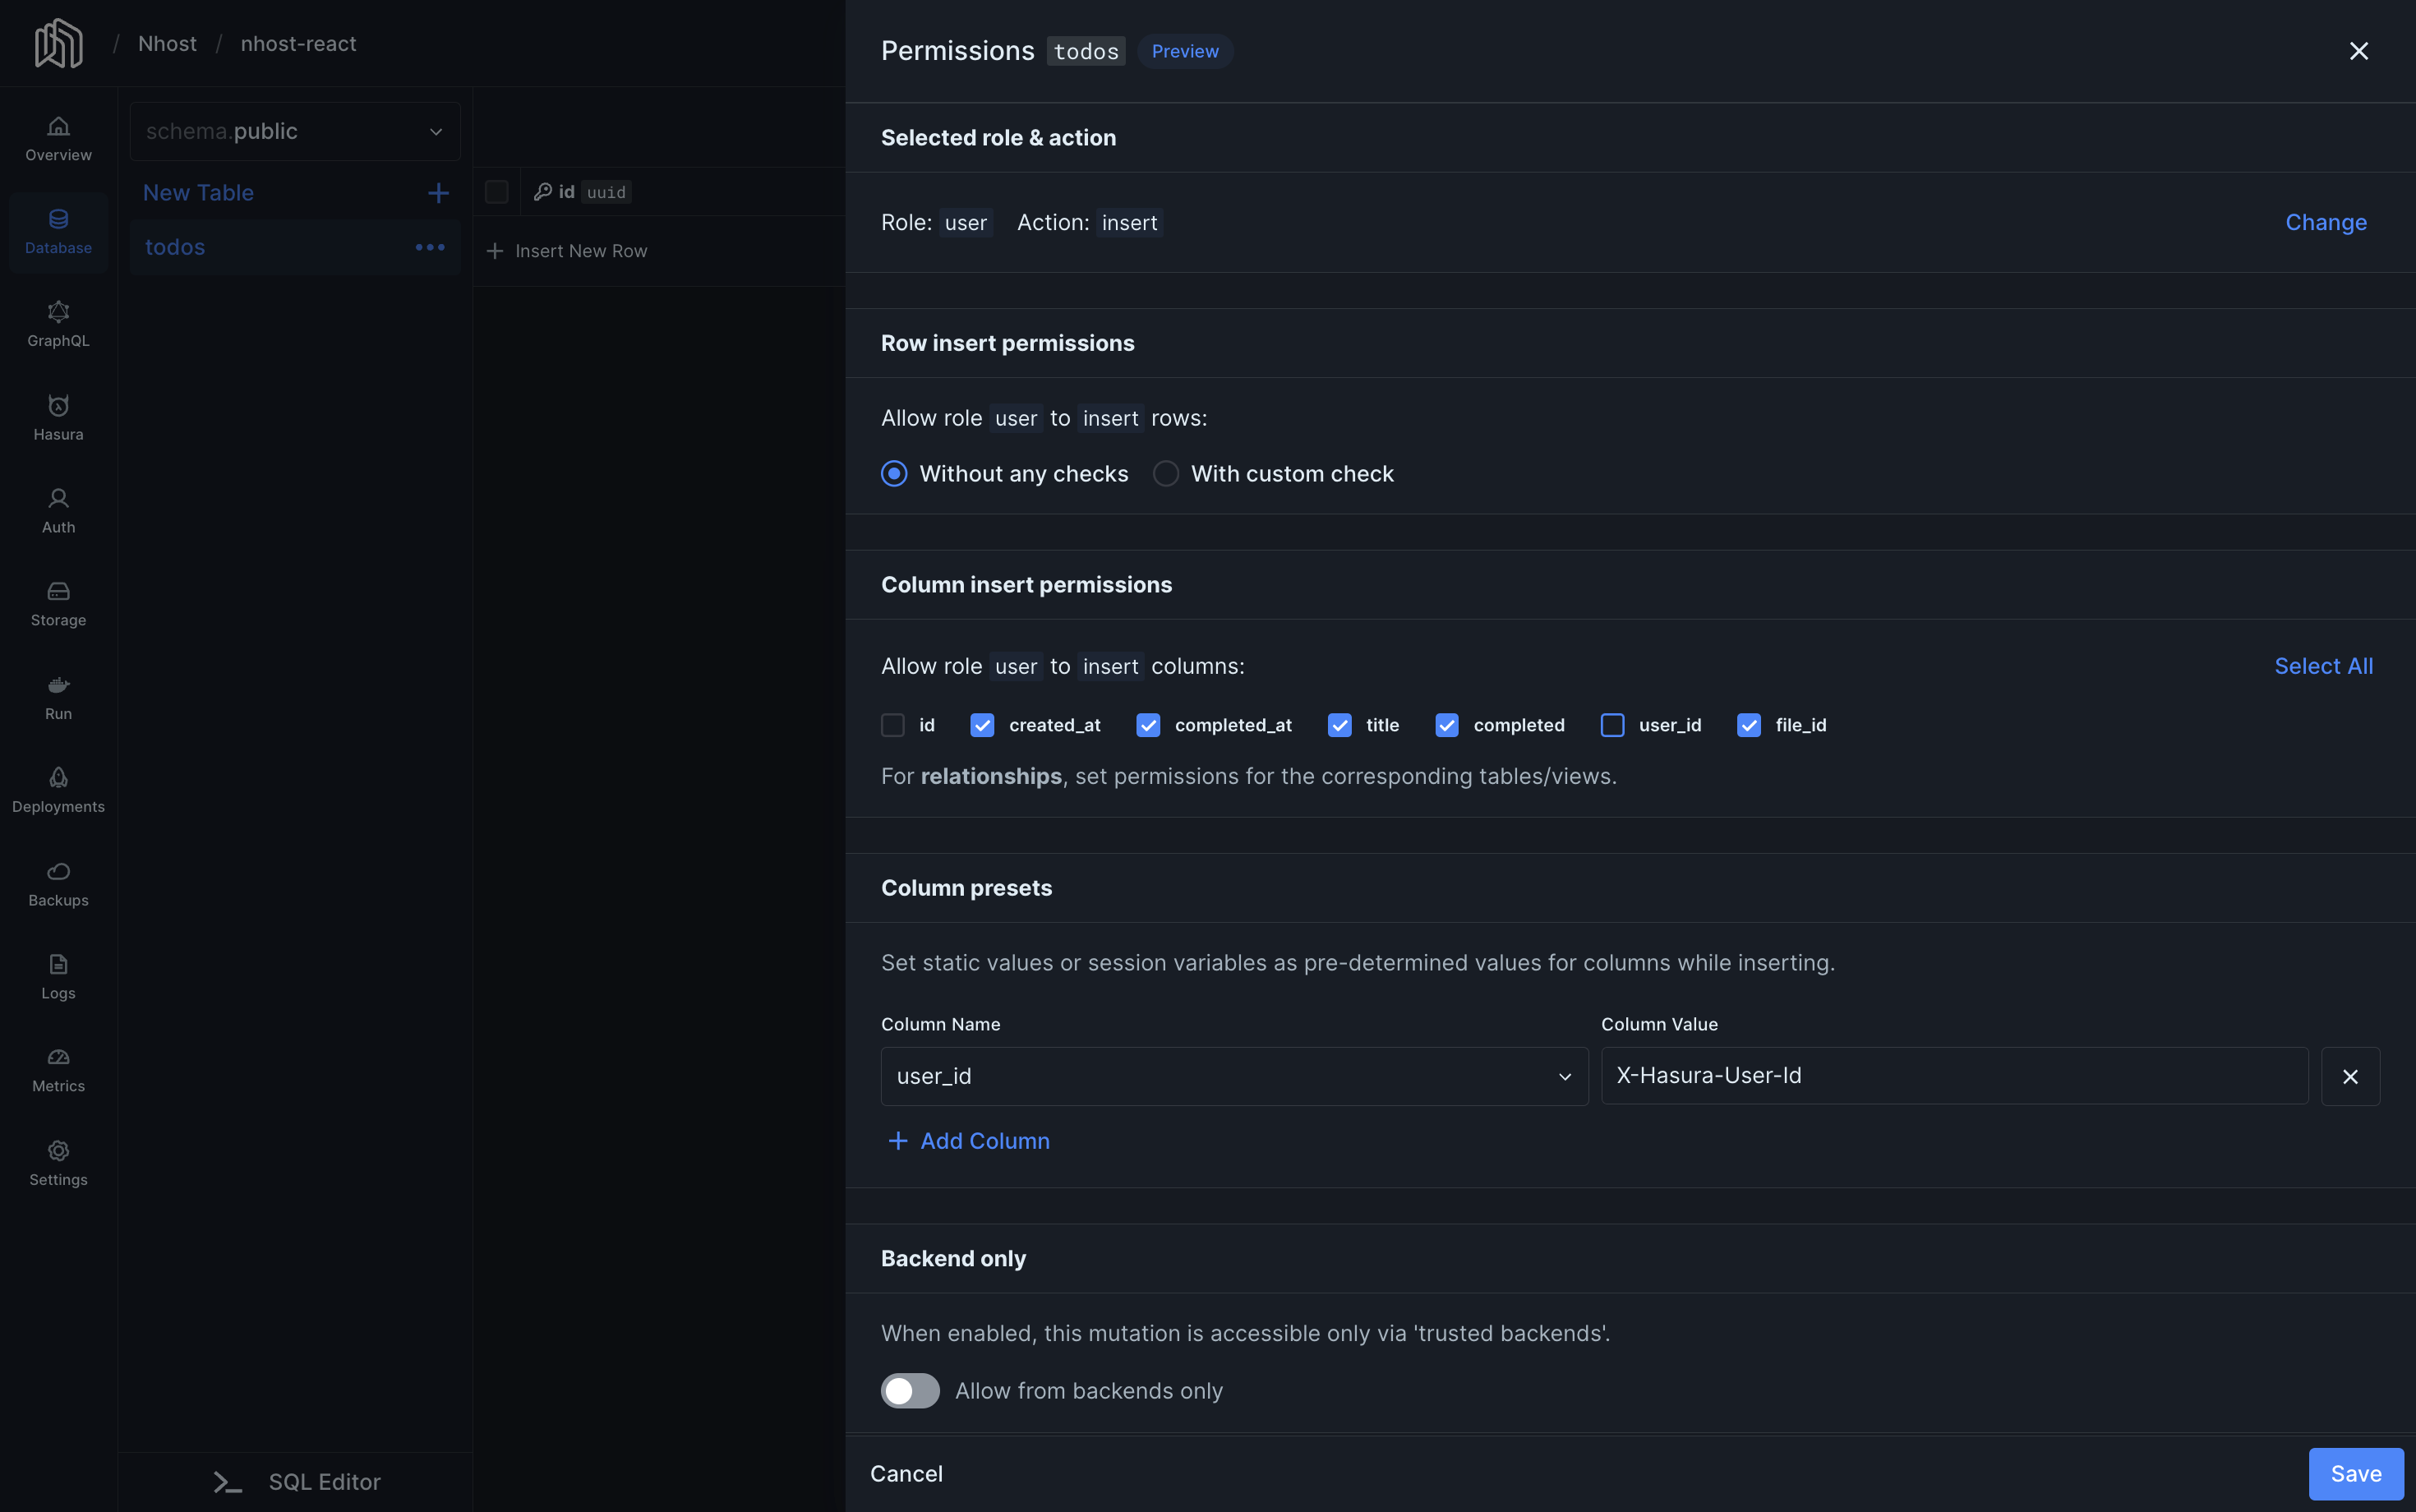 / Nhost / nhost-react
Overview
Database
GraphQL
Hasura
Auth
Storage
Run
Deployments
Backups
Logs
Metrics
Settings
schema.public
New Table
todos
SQL Editor
id uuid
Insert New Row
Permissions todos Preview
Selected role & action
Role: user Action: insert Change
Row insert permissions
Allow role user to insert rows:
Without any checks With custom check
Column insert permissions
Allow role user to insert columns: Select All
id created_at completed_at title completed user_id file_id
For relationships, set permissions for the corresponding tables/views.
Column presets
Set static values or session variables as pre-determined values for columns while inserting.
Column Name Column Value
user_id X-Hasura-User-Id
Add Column
Backend only
When enabled, this mutation is accessible only via 'trusted backends'.
Allow from backends only
Cancel Save